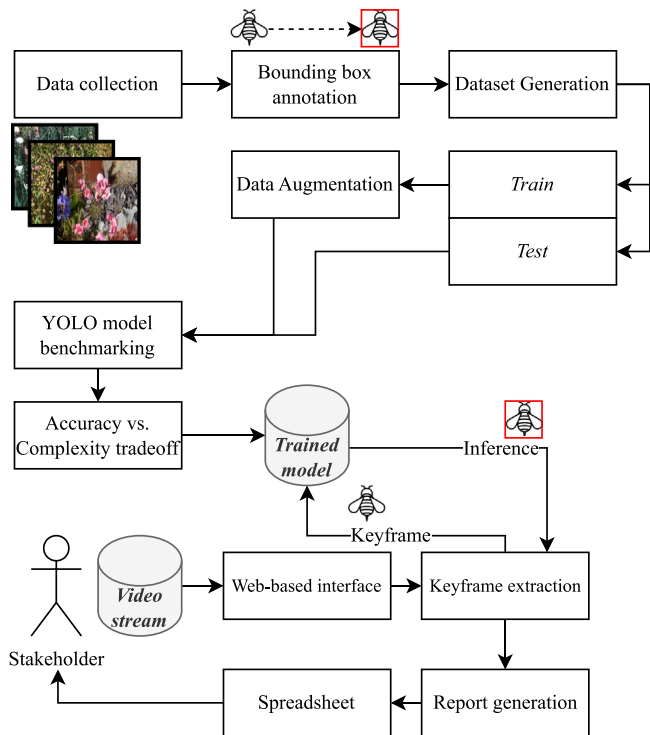 Data collection
Bounding box
annotation
Dataset Generation
Data Augmentation
Train
Test
YOLO model
benchmarking
Accuracy vs.
Complexity tradeoff
Trained
model
Inference
Keyframe
Video
stream
Web-based interface
Keyframe extraction
Stakeholder
Spreadsheet
Report generation